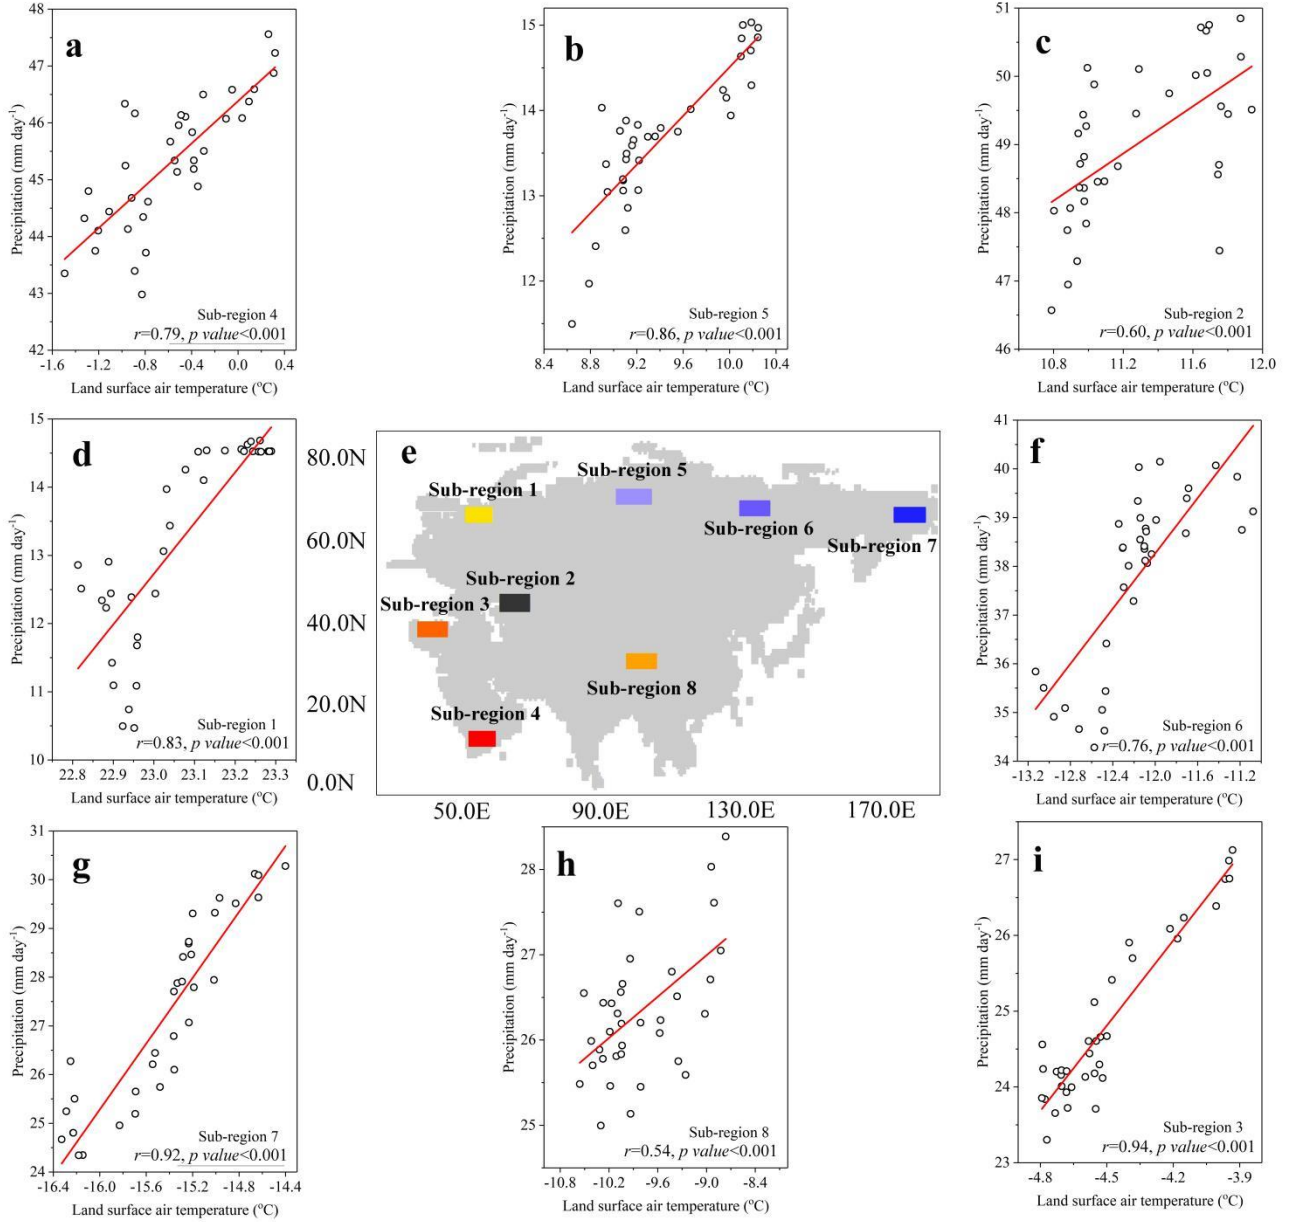 a
48
47
46
45
44
43
42
Precipitation (mm day⁻¹)
Sub-region 4
r=0.79, p value<0.001
-1.6 -1.2 -0.8 -0.4 0.0 0.4
Land surface air temperature (°C)
b
15
14
13
12
Precipitation (mm day⁻¹)
Sub-region 5
r=0.86, p value<0.001
8.4 8.8 9.2 9.6 10.0 10.4
Land surface air temperature (°C)
c
51
50
49
48
47
46
Precipitation (mm day⁻¹)
Sub-region 2
r=0.60, p value<0.001
10.8 11.2 11.6 12.0
Land surface air temperature (°C)
d
15
14
13
12
11
10
Precipitation (mm day⁻¹)
Sub-region 1
r=0.83, p value<0.001
22.8 22.9 23.0 23.1 23.2 23.3
Land surface air temperature (°C)
e
80.0N
60.0N
40.0N
20.0N
0.0N
Sub-region 5
Sub-region 1
Sub-region 6
Sub-region 7
Sub-region 2
Sub-region 3
Sub-region 8
Sub-region 4
50.0E 90.0E 130.0E 170.0E
f
41
40
39
38
37
36
35
34
Precipitation (mm day⁻¹)
Sub-region 6
r=0.76, p value<0.001
-13.2 -12.8 -12.4 -12.0 -11.6 -11.2
Land surface air temperature (°C)
g
31
30
29
28
27
26
25
24
Precipitation (mm day⁻¹)
Sub-region 7
r=0.92, p value<0.001
-16.4 -16.0 -15.6 -15.2 -14.8 -14.4
Land surface air temperature (°C)
h
28
27
26
25
Precipitation (mm day⁻¹)
Sub-region 8
r=0.54, p value<0.001
-10.8 -10.2 -9.6 -9.0 -8.4
Land surface air temperature (°C)
i
27
26
25
24
23
Precipitation (mm day⁻¹)
Sub-region 3
r=0.94, p value<0.001
-4.8 -4.5 -4.2 -3.9
Land surface air temperature (°C)